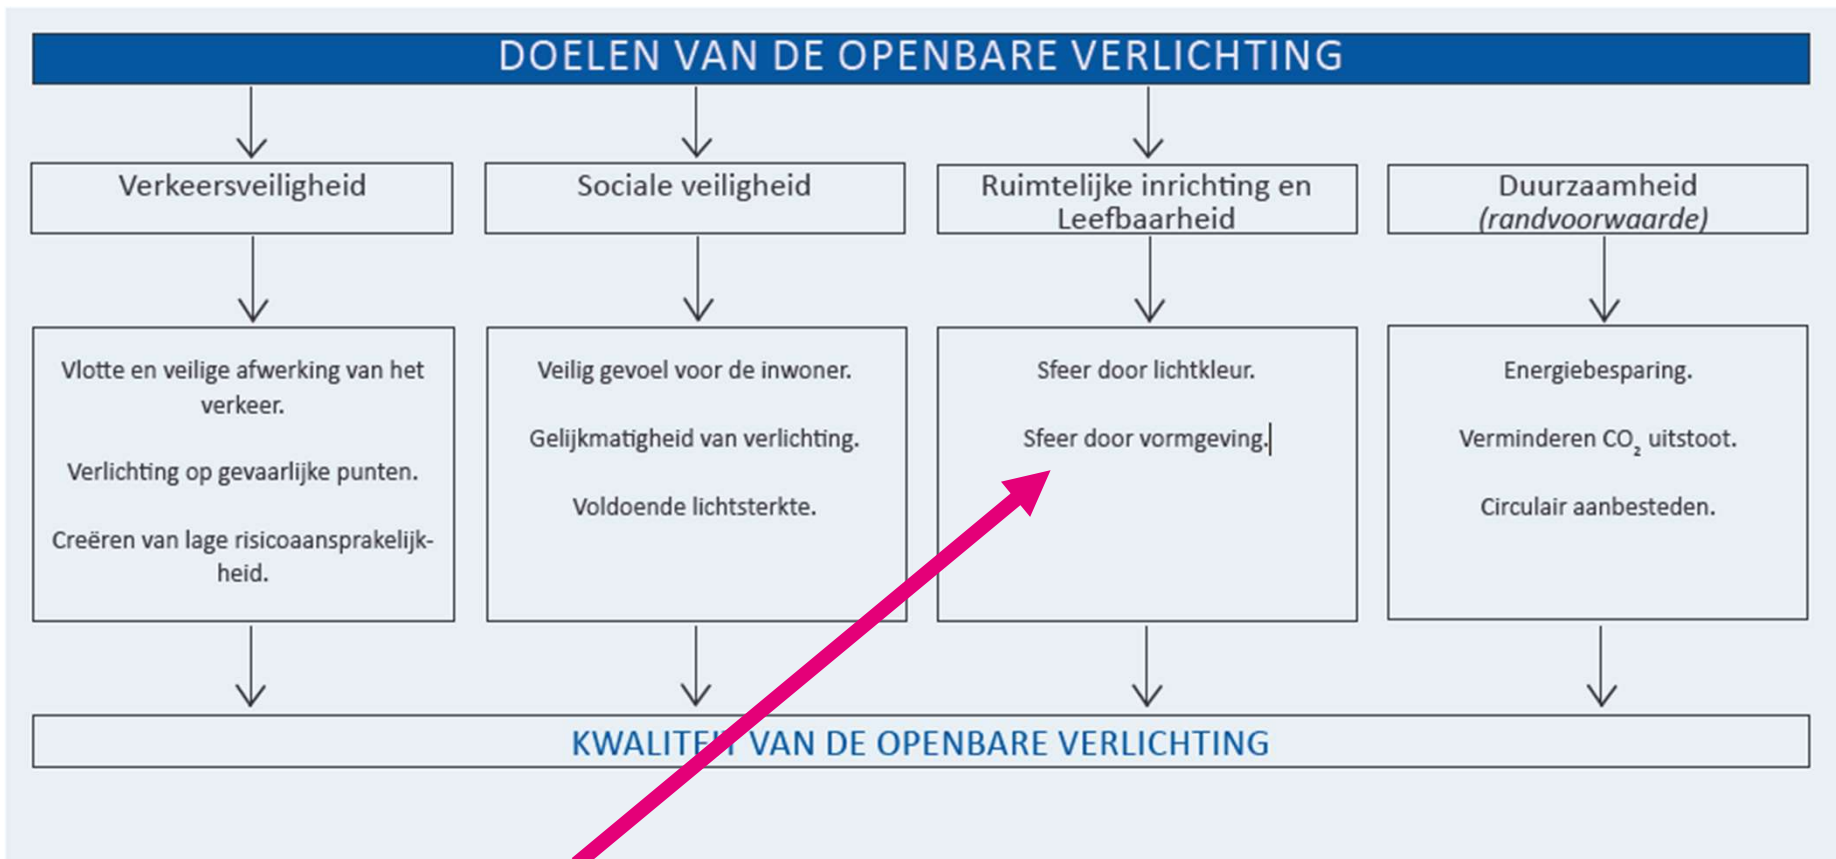 DOELEN VAN DE OPENBARE VERLICHTING
Verkeersveiligheid
Sociale veiligheid
Ruimtelijke inrichting en
Leefbaarheid
Duurzaamheid
(randvoorwaarde)
Vlotte en veilige afwerking van het
verkeer.
Verlichting op gevaarlijke punten.
Creëren van lage risicoaansprakelijk-
heid.
Veilig gevoel voor de inwoner.
Gelijkmatigheid van verlichting.
Voldoende lichtsterkte.
Sfeer door lichtkleur.
Sfeer door vormgeving.
Energiebesparing.
Verminderen CO₂ uitstoot.
Circulair aanbesteden.
KWALITEIT VAN DE OPENBARE VERLICHTING